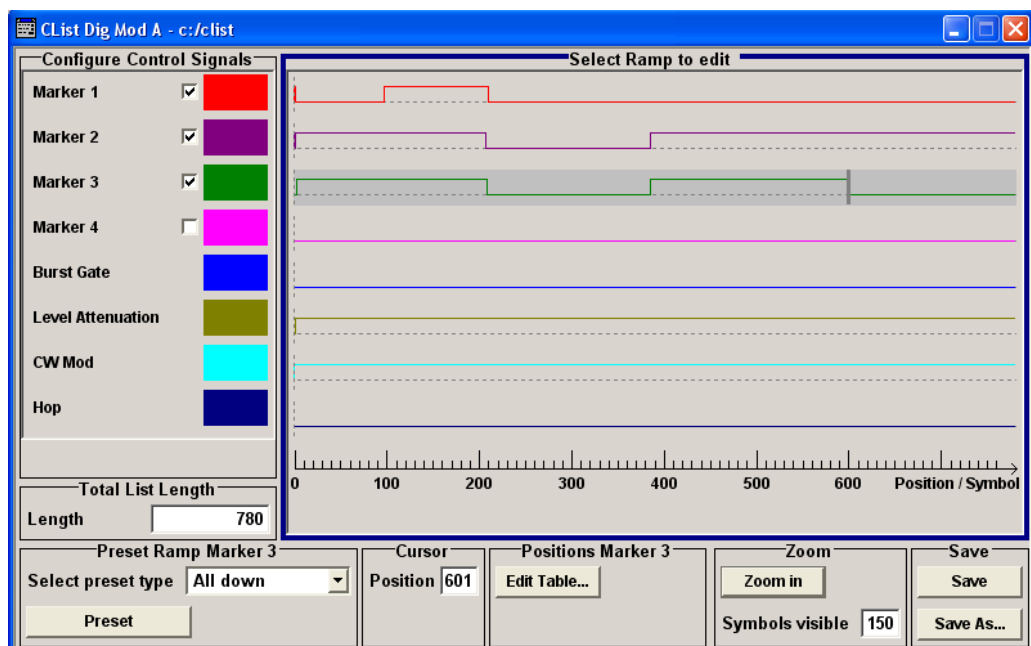 CList Dig Mod A - c:/clist
Configure Control Signals
Marker 1
Marker 2
Marker 3
Marker 4
Burst Gate
Level Attenuation
CW Mod
Hop
Select Ramp to edit
0 100 200 300 400 500 600 Position / Symbol
Total List Length
Length 780
Preset Ramp Marker 3
Select preset type All down
Preset
Cursor
Position 601
Positions Marker 3
Edit Table...
Zoom
Zoom in
Symbols visible 150
Save
Save
Save As...